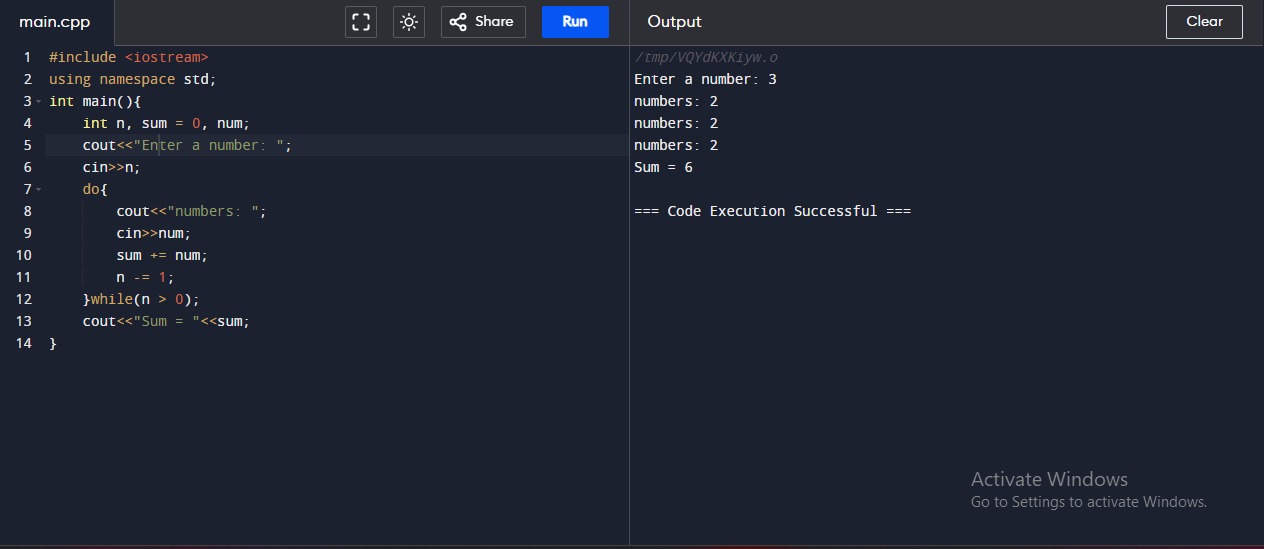 main.cpp
Share
Run
Output
Clear
1 #include <iostream>
2 using namespace std;
3 int main(){
4     int n, sum = 0, num;
5     cout<<"Enter a number: ";
6     cin>>n;
7     do{
8         cout<<"numbers: ";
9         cin>>num;
10         sum += num;
11         n -= 1;
12     }while(n > 0);
13     cout<<"Sum = "<<sum;
14 }
/tmp/VQYdKXKiyw.o
Enter a number: 3
numbers: 2
numbers: 2
numbers: 2
Sum = 6
=== Code Execution Successful ===
Activate Windows
Go to Settings to activate Windows.